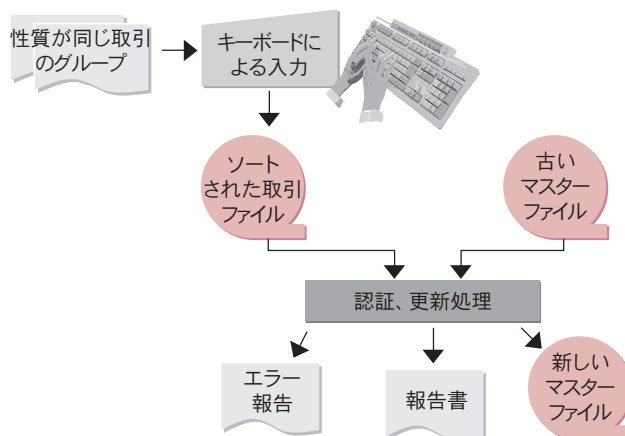 性質が同じ取引
のグループ
キーボードに
よる入力
ソート
された取引
ファイル
古い
マスター
ファイル
認証、更新処理
エラー
報告
報告書
新しい
マスター
ファイル